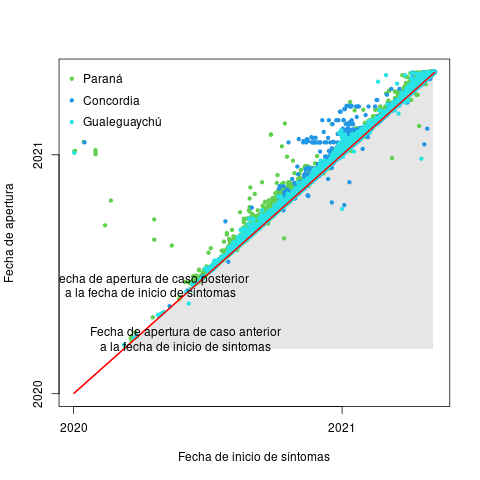 Paraná
Concordia
Gualeguaychú
2021
Fecha de apertura
echa de apertura de caso posterior
a la fecha de inicio de síntomas
Fecha de apertura de caso anterior
a la fecha de inicio de sintomas
2020
2020
2021
Fecha de inicio de síntomas